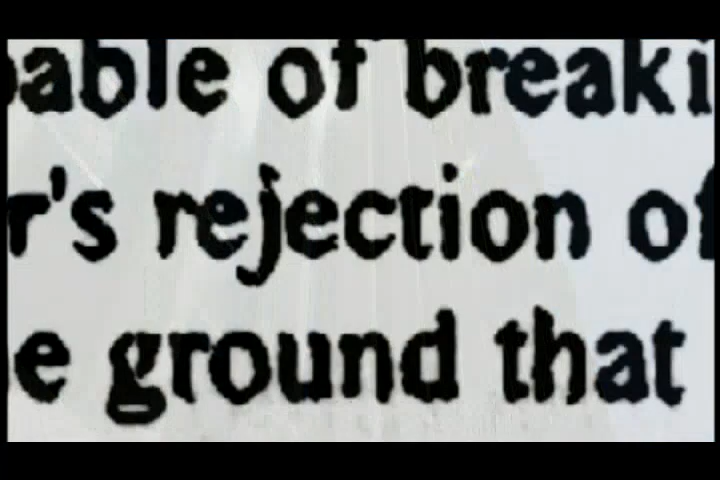 able of breaki
r's rejection of
e ground that